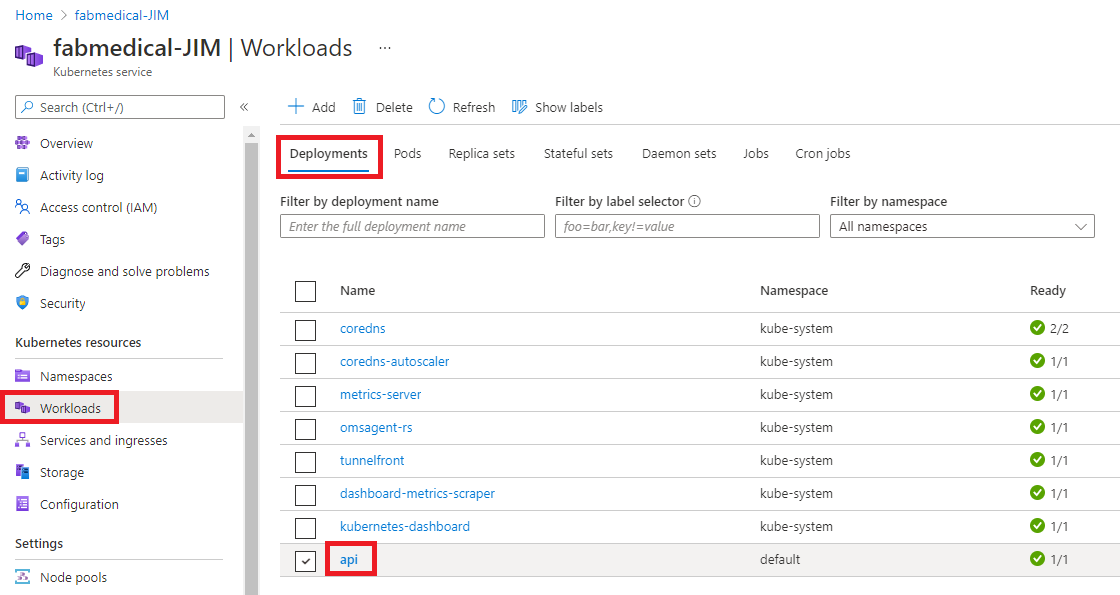 Home > fabmedical-JIM
fabmedical-JIM | Workloads ...
Kubernetes service
Search (Ctrl+/)
«
Overview
Activity log
Access control (IAM)
Tags
Diagnose and solve problems
Security
Kubernetes resources
Namespaces
Workloads
Services and ingresses
Storage
Configuration
Settings
Node pools
Add Delete Refresh Show labels
Deployments Pods Replica sets Stateful sets Daemon sets Jobs Cron jobs
Filter by deployment name Filter by label selector Filter by namespace
Enter the full deployment name foo=bar,key!=value All namespaces
Name Namespace Ready
coredns kube-system 2/2
coredns-autoscaler kube-system 1/1
metrics-server kube-system 1/1
omsagent-rs kube-system 1/1
tunnelfront kube-system 1/1
dashboard-metrics-scraper kube-system 1/1
kubernetes-dashboard kube-system 1/1
api default 1/1